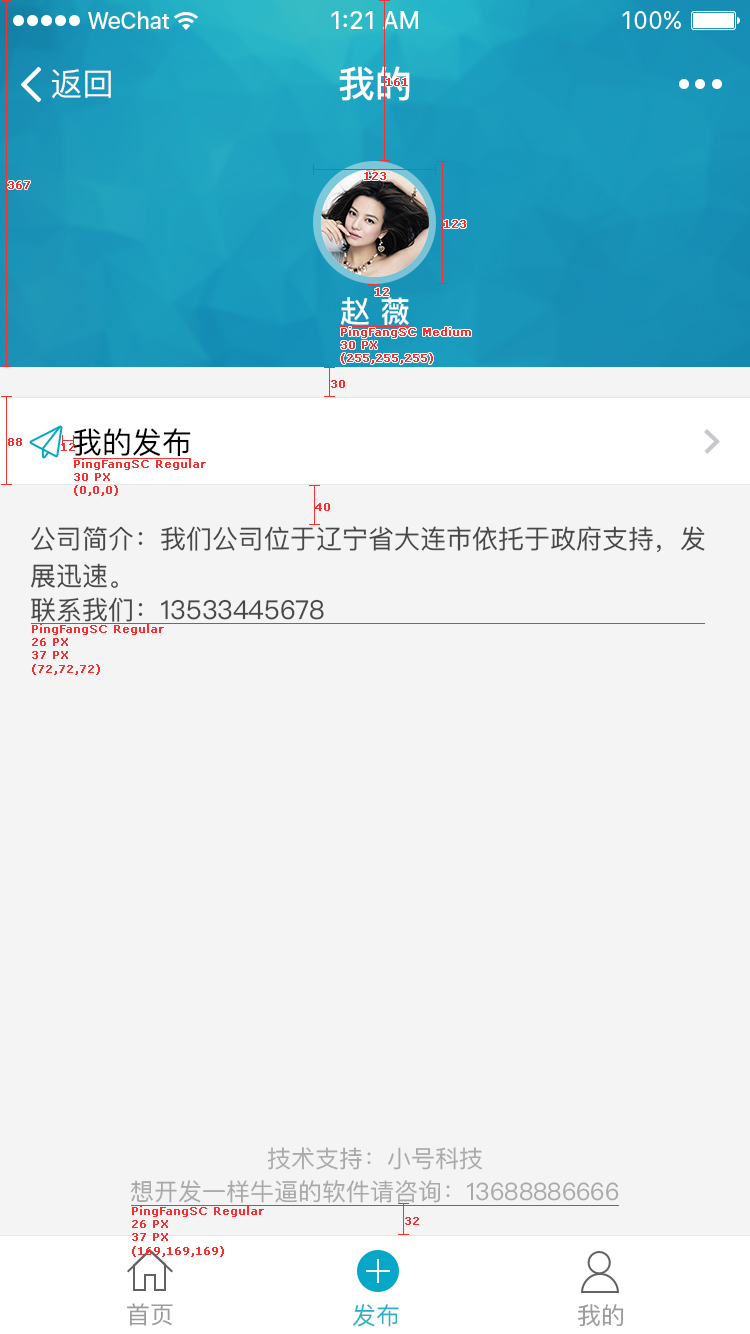 WeChat 1:21 AM 100%
返回 我的
161
367
123
123
12
赵 薇
PingFangSC Medium
30 PX
(255,255,255)
30
88
12
我的发布
PingFangSC Regular
30 PX
(0,0,0)
40
公司简介：我们公司位于辽宁省大连市依托于政府支持，发
展迅速。
联系我们：13533445678
PingFangSC Regular
26 PX
37 PX
(72,72,72)
技术支持：小号科技
想开发一样牛逼的软件请咨询：13688886666
PingFangSC Regular
26 PX
37 PX
(169,169,169)
32
首页 发布 我的